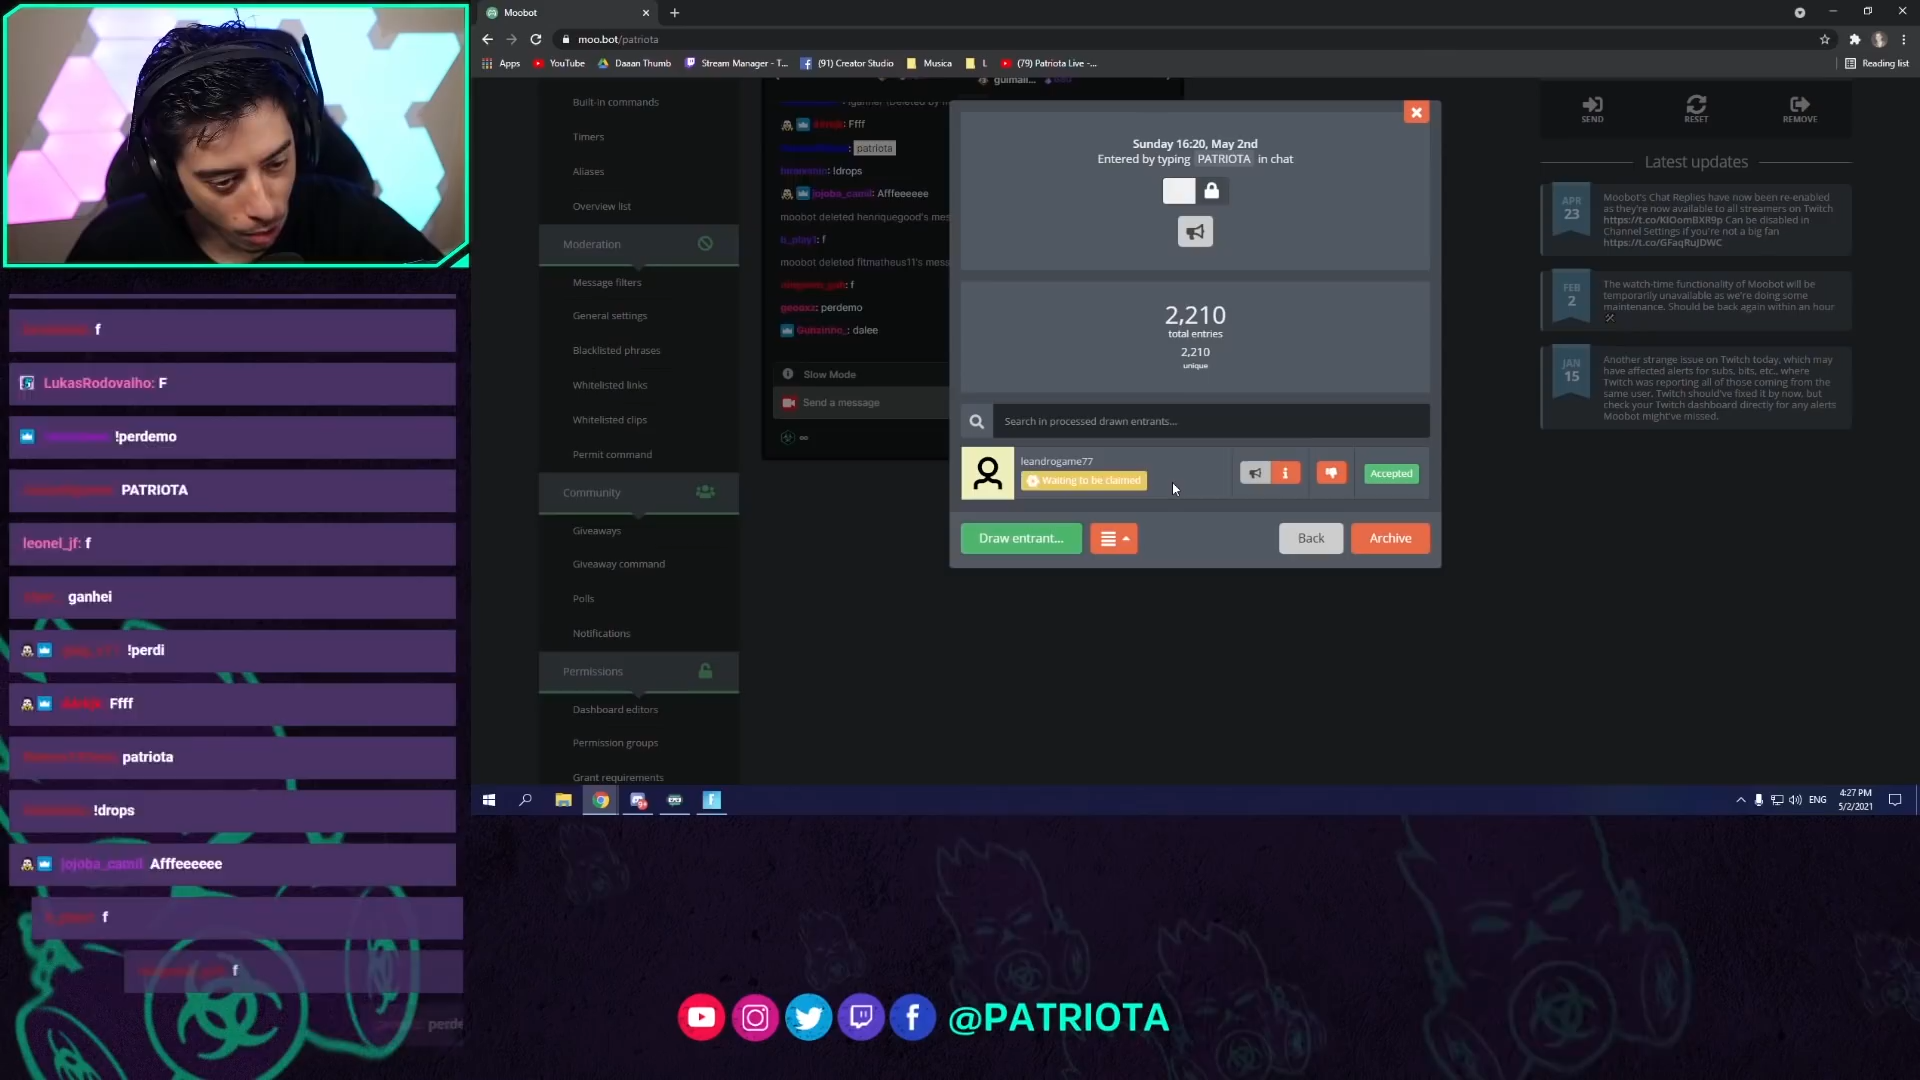 Moobot
moo.bot/patriota
Apps
YouTube
Daaan Thumb
Stream Manager - T...
(91) Creator Studio
Musica
L
(79) Patriota Live -...
Reading list
f
LukasRodovalho: F
!perdemo
PATRIOTA
leonel_jf: f
ganhei
!perdi
Ffff
patriota
!drops
jojoba_camil Afffeeeeee
f
f
perde
Built-in commands
Timers
Aliases
Overview list
Moderation
Message filters
General settings
Blacklisted phrases
Whitelisted links
Whitelisted clips
Permit command
Community
Giveaways
Giveaway command
Polls
Notifications
Permissions
Dashboard editors
Permission groups
Grant requirements
Ffff
patriota
!drops
jojoba_camil: Afffeeeeee
moobot deleted henriquegood's mes
b_play1: f
moobot deleted fitmatheus11's mess
f
geeexz: perdemo
Gunxinho_: dalee
Slow Mode
Send a message
Sunday 16:20, May 2nd
Entered by typing PATRIOTA in chat
2,210
total entries
2,210
unique
Search in processed drawn entrants...
leandrogame77
Waiting to be claimed
Accepted
Draw entrant...
Back
Archive
SEND
RESET
REMOVE
Latest updates
APR
23
Moobot's Chat Replies have now been re-enabled
as they're now available to all streamers on Twitch
https://t.co/KIOomBXR9p Can be disabled in
Channel Settings if you're not a big fan
https://t.co/GFaqRuJDWC
FEB
2
The watch-time functionality of Moobot will be
temporarily unavailable as we're doing some
maintenance. Should be back again within an hour
JAN
15
Another strange issue on Twitch today, which may
have affected alerts for subs, bits, etc., where
Twitch was reporting all of those coming from the
same user. Twitch should've fixed it by now, but
check your Twitch dashboard directly for any alerts
Moobot might've missed.
ENG
4:27 PM
5/2/2021
@PATRIOTA